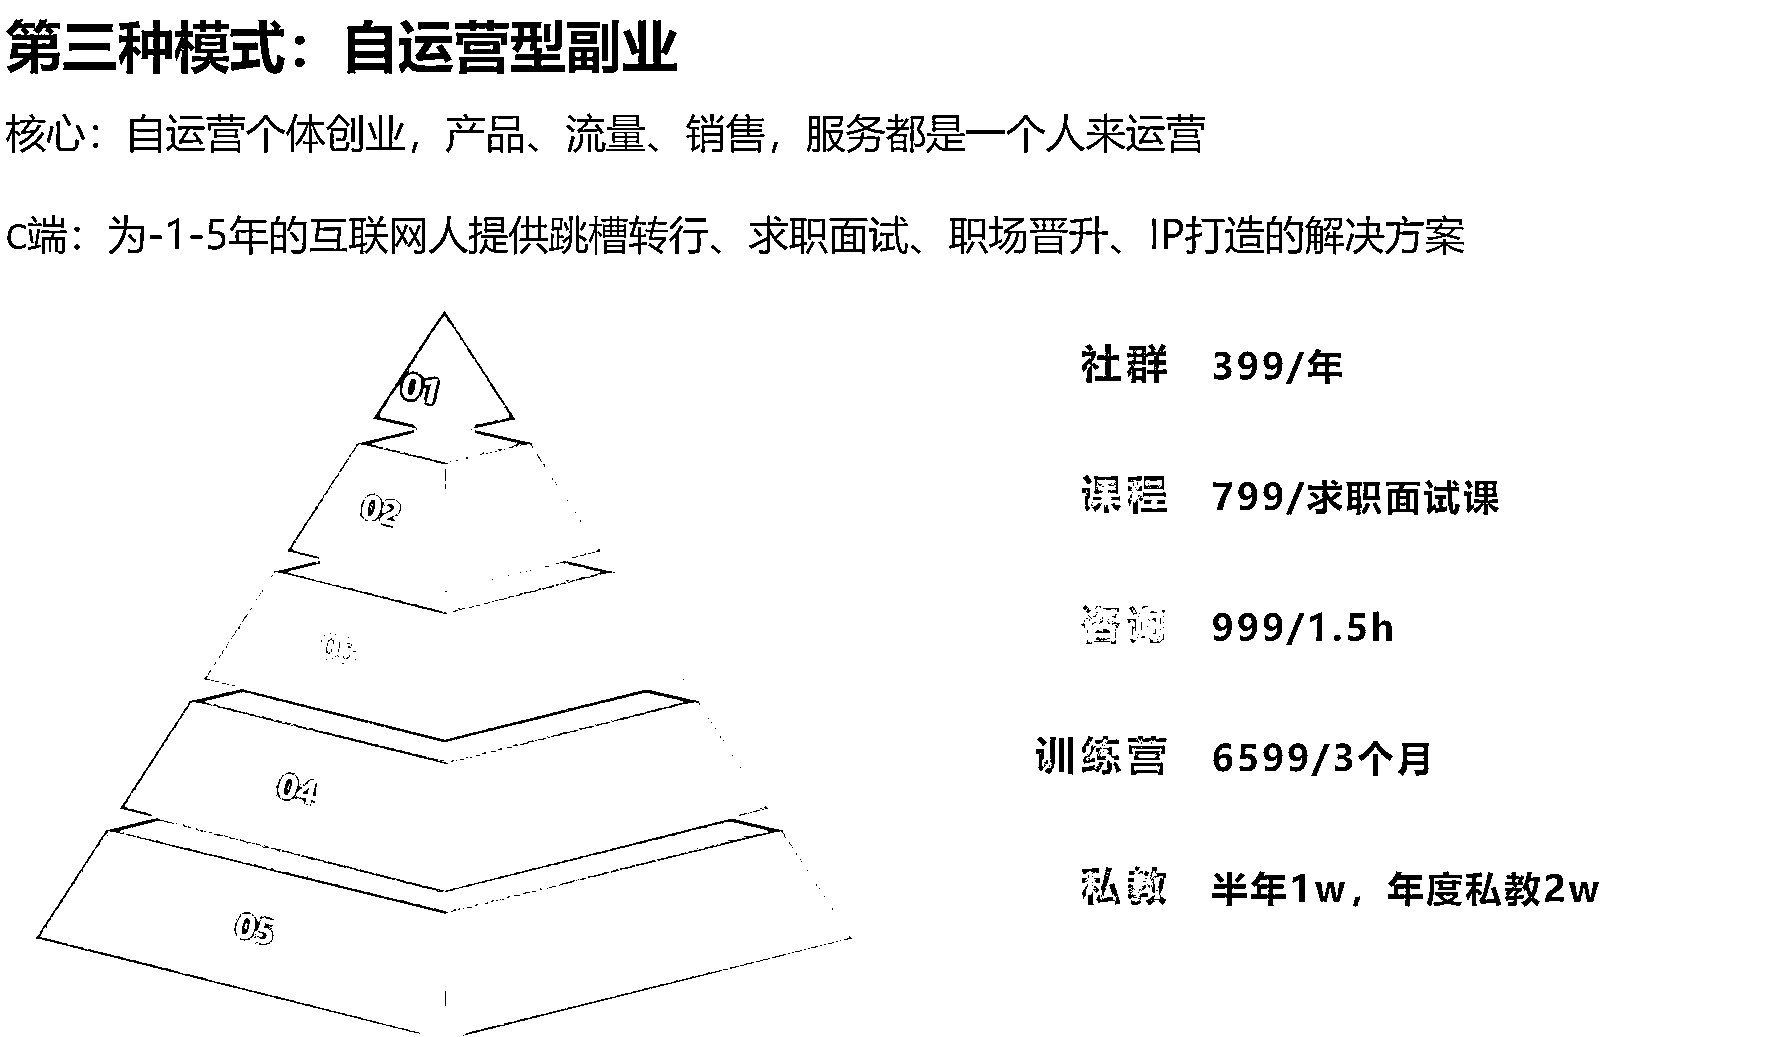 第三种模式：自运营型副业
核心：自运营个体创业，产品、流量、销售，服务都是一个人来运营
c端：为-1-5年的互联网人提供跳槽转行、求职面试、职场晋升、IP打造的解决方案
01
社群 399/年
02
课程 799/求职面试课
03
咨询 999/1.5h
04
训练营 6599/3个月
05
私教 半年1w，年度私教2w